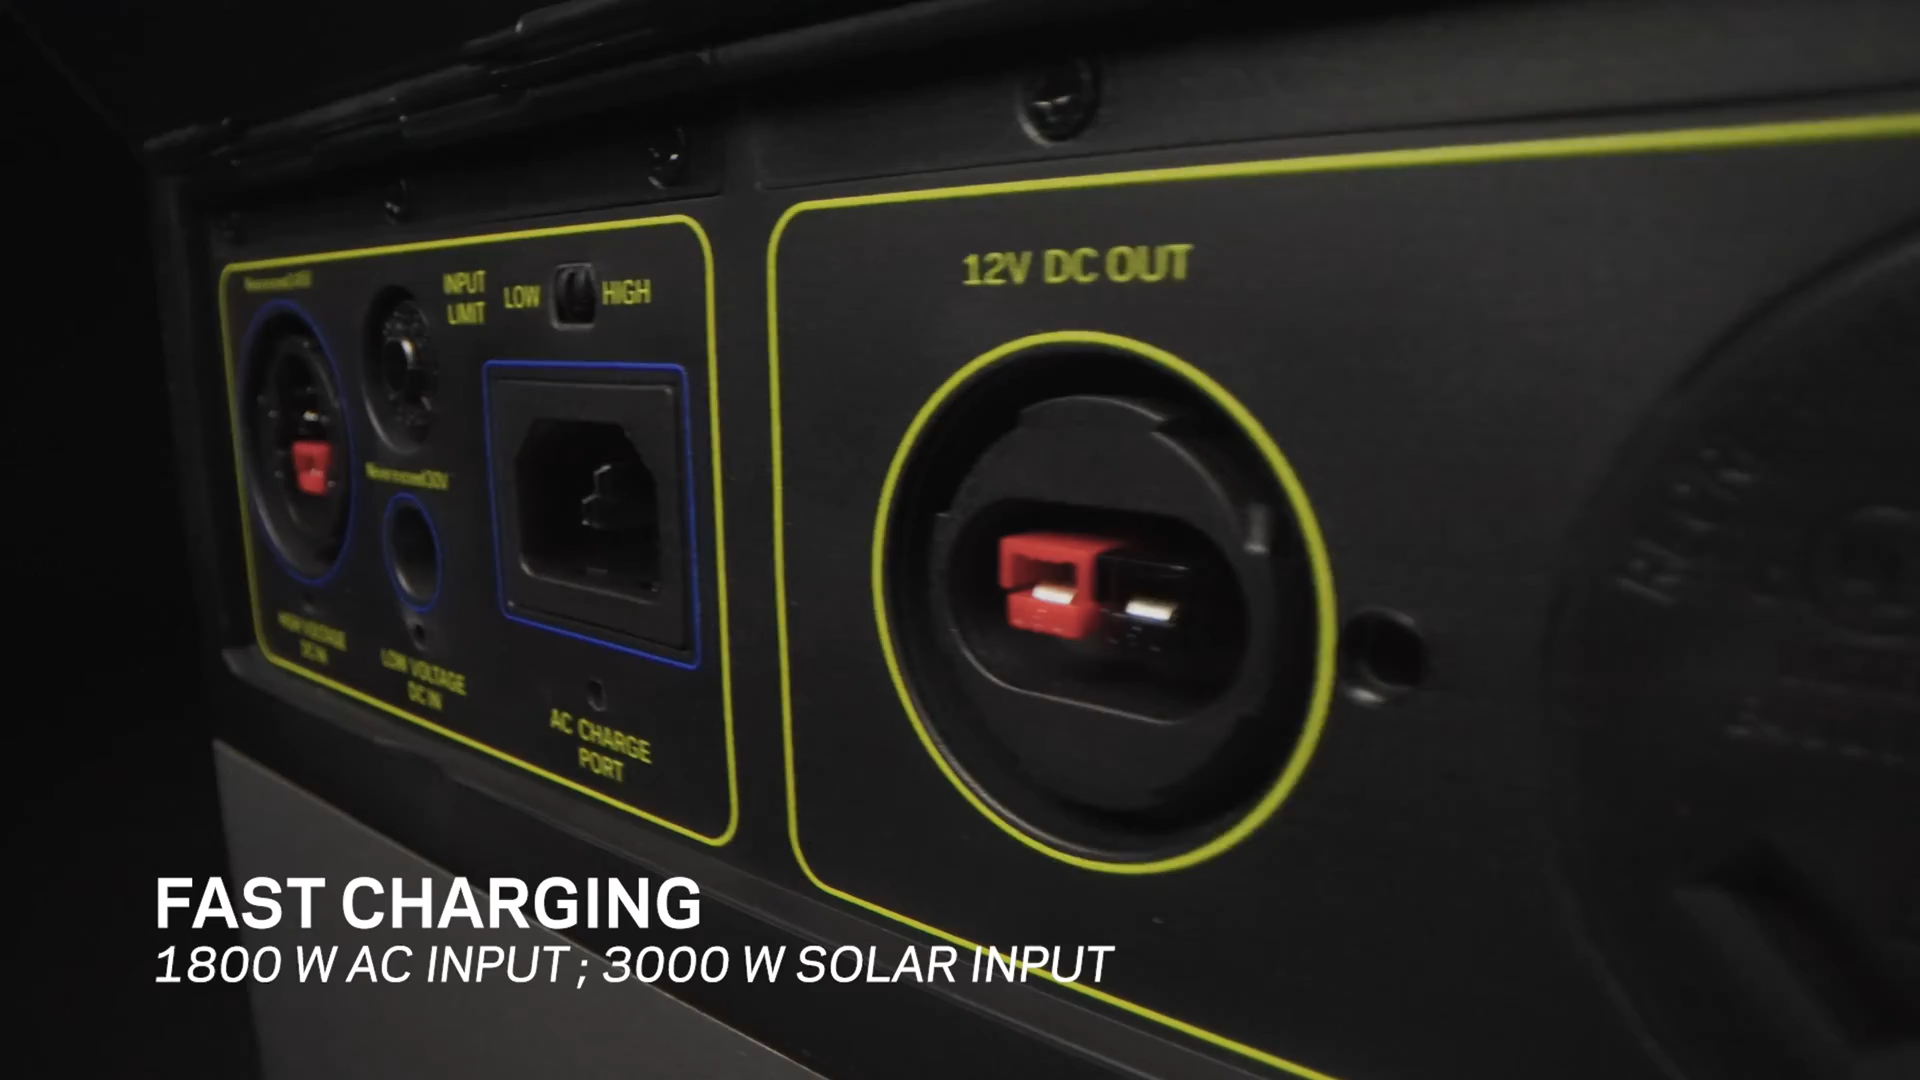 INPUT
LIMIT
LOW
HIGH
12V DC OUT
HIGH VOLTAGE
DC IN
LOW VOLTAGE
DC IN
AC CHARGE
PORT
FAST CHARGING
1800 W AC INPUT ; 3000 W SOLAR INPUT